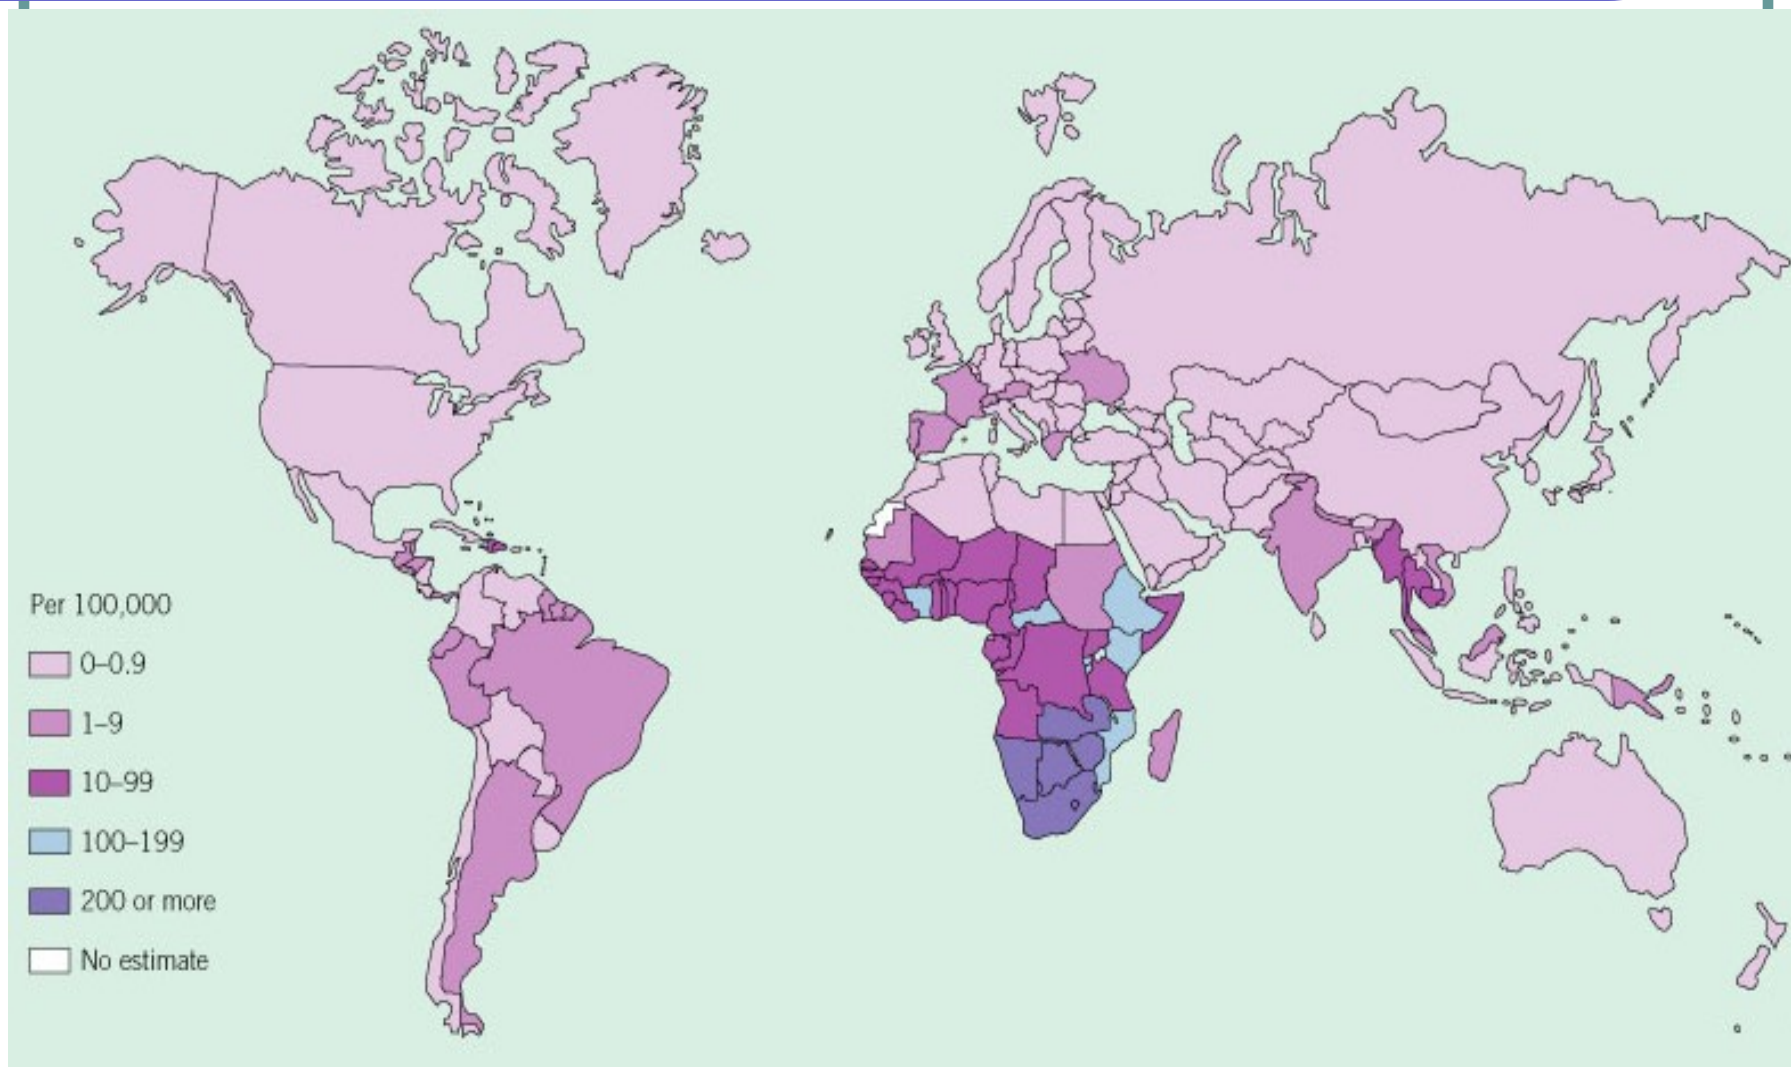 Per 100,000
0–0.9
1–9
10–99
100–199
200 or more
No estimate